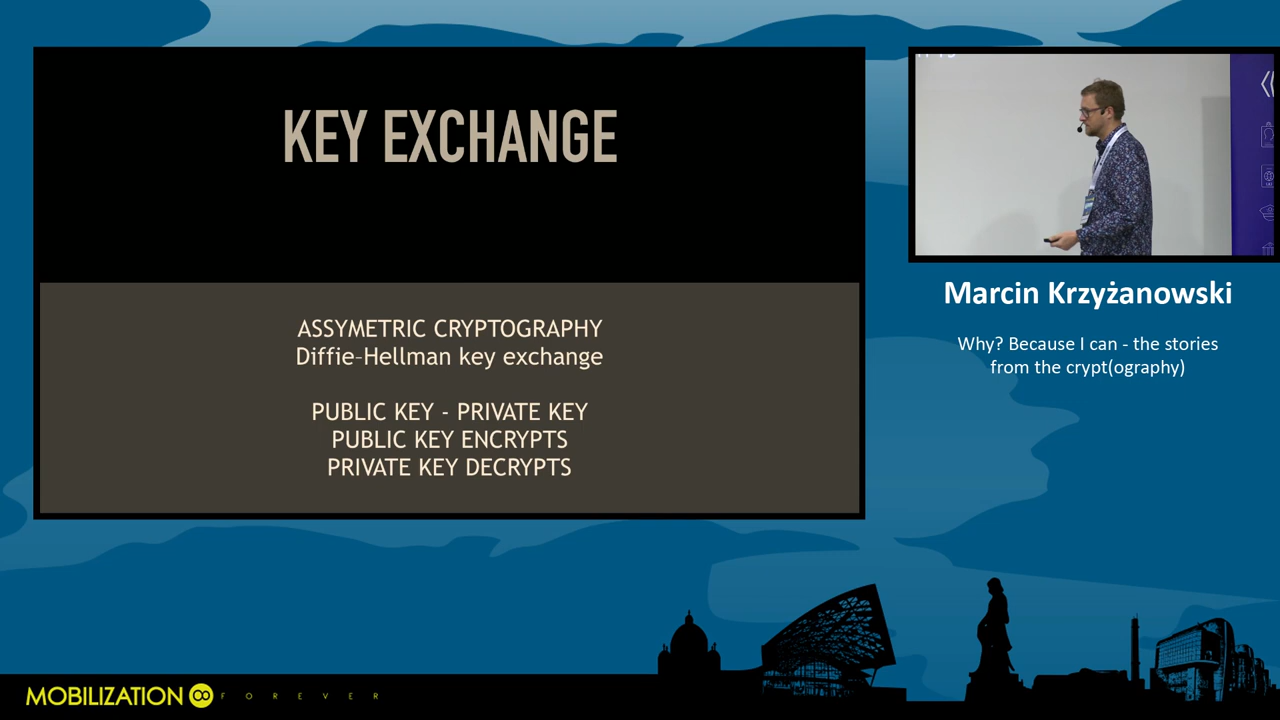 KEY EXCHANGE
ASSYMETRIC CRYPTOGRAPHY
Diffie-Hellman key exchange
PUBLIC KEY - PRIVATE KEY
PUBLIC KEY ENCRYPTS
PRIVATE KEY DECRYPTS
Marcin Krzyżanowski
Why? Because I can - the stories
from the crypt(ography)
MOBILIZATION FOREVER